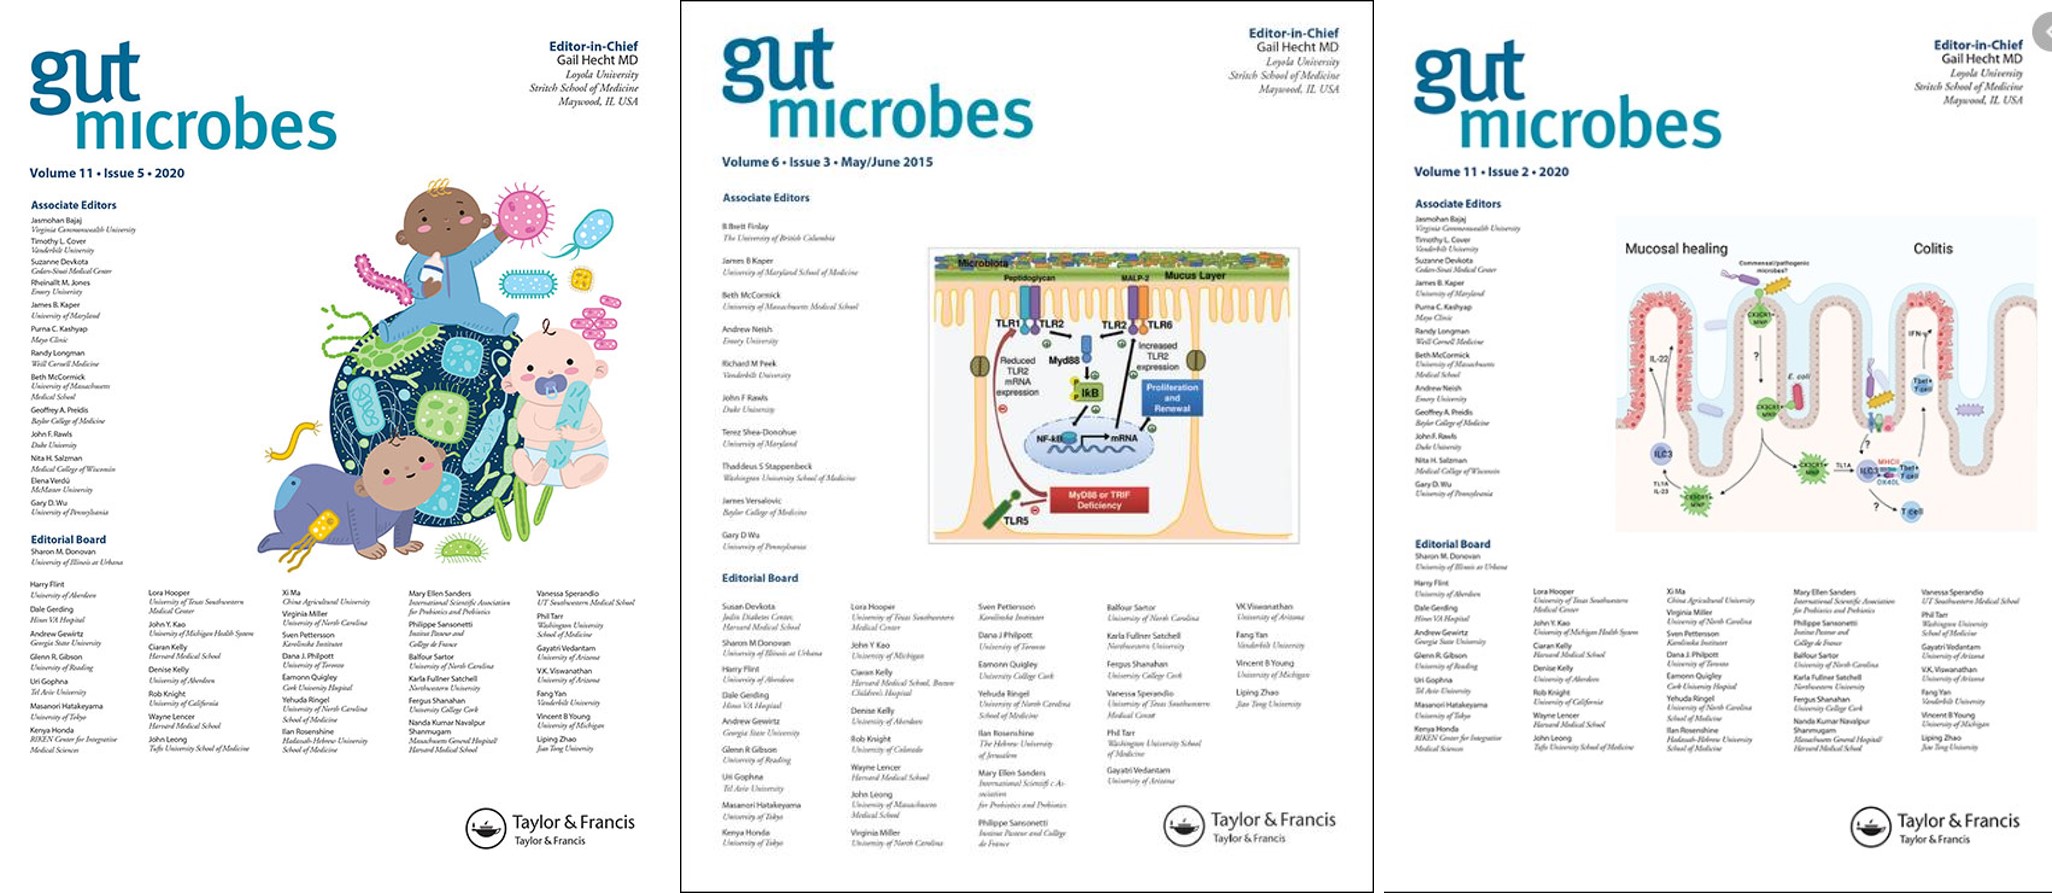 gut
microbes
Editor-in-Chief
Gail Hecht MD
Loyola University
Stritch School of Medicine
Maywood, IL USA
Volume 11 • Issue 5 • 2020
Associate Editors
Jasmohan Bajaj
Virginia Commonwealth University
Timothy L. Cover
Vanderbilt University
Suzanne Devkota
Cedars-Sinai Medical Center
Rheinallt M. Jones
Emory University
James B. Kaper
University of Maryland
Purna C. Kashyap
Mayo Clinic
Randy Longman
Weill Cornell Medicine
Beth McCormick
University of Massachusetts
Medical School
Andrew Neish
Emory University
Geoffrey A. Preidis
Baylor College of Medicine
John F. Rawls
Duke University
Nita H. Salzman
Medical College of Wisconsin
Elena Verdú
McMaster University
Gary D. Wu
University of Pennsylvania
Editorial Board
Sharon M. Donovan
University of Illinois at Urbana
Harry Flint
University of Aberdeen
Dale Gerding
Hines VA Hospital
Andrew Gewirtz
Georgia State University
Glenn R. Gibson
University of Reading
Uri Gophna
Tel Aviv University
Masanori Hatakeyama
University of Tokyo
Kenya Honda
RIKEN Center for Integrative
Medical Sciences
Lora Hooper
University of Texas Southwestern
Medical Center
John Y. Kao
University of Michigan Health System
Ciaran Kelly
Harvard Medical School
Denise Kelly
University of Aberdeen
Rob Knight
University of California
Wayne Lencer
Harvard Medical School
John Leong
Tufts University School of Medicine
Xi Ma
China Agricultural University
Virginia Miller
University of North Carolina
Sven Pettersson
Karolinska Institutet
Dana J. Philpott
University of Toronto
Eamonn Quigley
Cork University Hospital
Yehuda Ringel
University of North Carolina
School of Medicine
Ilan Rosenshine
Hadassah-Hebrew University
School of Medicine
Mary Ellen Sanders
International Scientific Association
for Probiotics and Prebiotics
Philippe Sansonetti
Institut Pasteur and
College de France
Balfour Sartor
University of North Carolina
Karla Fullner Satchell
Northwestern University
Fergus Shanahan
University College Cork
Nanda Kumar Navalpur
Shanmugam
Massachusetts General Hospital/
Harvard Medical School
Vanessa Sperandio
UT Southwestern Medical School
Phil Tarr
Washington University
School of Medicine
Gayatri Vedantam
University of Arizona
V.K. Viswanathan
University of Arizona
Fang Yan
Vanderbilt University
Vincent B Young
University of Michigan
Liping Zhao
Jiao Tong University
Taylor & Francis
Taylor & Francis
gut
microbes
Editor-in-Chief
Gail Hecht MD
Loyola University
Stritch School of Medicine
Maywood, IL USA
Volume 6 • Issue 3 • May/June 2015
Associate Editors
B Brett Finlay
The University of British Columbia
James B Kaper
University of Maryland School of Medicine
Beth McCormick
University of Massachusetts Medical School
Andrew Neish
Emory University
Richard M Peek
Vanderbilt University
John F Rawls
Duke University
Terez Shea-Donohue
University of Maryland
Thaddeus S Stappenbeck
Washington University School of Medicine
James Versalovic
Baylor College of Medicine
Gary D Wu
University of Pennsylvania
Microbiota
Peptidoglycan
MALP-2
Mucus Layer
TLR1
TLR2
TLR2
TLR6
Myd88
Reduced
TLR2
mRNA
expression
Increased
TLR2
expression
P
P
IkB
Proliferation
and
Renewal
NF-kB
mRNA
MyD88 or TRIF
Deficiency
TLR5
Editorial Board
Susan Devkota
Joslin Diabetes Center,
Harvard Medical School
Sharon M Donovan
University of Illinois at Urbana
Harry Flint
University of Aberdeen
Dale Gerding
Hines VA Hospital
Andrew Gewirtz
Georgia State University
Glenn R Gibson
University of Reading
Uri Gophna
Tel Aviv University
Masanori Hatakeyama
University of Tokyo
Kenya Honda
University of Tokyo
Lora Hooper
University of Texas Southwestern
Medical Center
John Y Kao
University of Michigan
Ciaran Kelly
Harvard Medical School, Boston
Children's Hospital
Denise Kelly
University of Aberdeen
Rob Knight
University of Colorado
Wayne Lencer
Harvard Medical School
John Leong
University of Massachusetts
Medical School
Virginia Miller
University of North Carolina
Sven Pettersson
Karolinska Institutet
Dana J Philpott
University of Toronto
Eamonn Quigley
University College Cork
Yehuda Ringel
University of North Carolina
School of Medicine
Ilan Rosenshine
The Hebrew University
of Jerusalem
Mary Ellen Sanders
International Scientifi c As-
sociation
for Probiotics and Prebiotics
Philippe Sansonetti
Institut Pasteur and College
de France
Balfour Sartor
University of North Carolina
Karla Fullner Satchell
Northwestern University
Fergus Shanahan
University College Cork
Vanessa Sperandio
University of Texas Southwestern
Medical Center
Phil Tarr
Washington University School
of Medicine
Gayatri Vedantam
University of Arizona
VK Viswanathan
University of Arizona
Fang Yan
Vanderbilt University
Vincent B Young
University of Michigan
Liping Zhao
Jiao Tong University
Taylor & Francis
Taylor & Francis
gut
microbes
Editor-in-Chief
Gail Hecht MD
Loyola University
Stritch School of Medicine
Maywood, IL USA
Volume 11 • Issue 2 • 2020
Associate Editors
Jasmohan Bajaj
Virginia Commonwealth University
Timothy L. Cover
Vanderbilt University
Suzanne Devkota
Cedars-Sinai Medical Center
James B. Kaper
University of Maryland
Purna C. Kashyap
Mayo Clinic
Randy Longman
Weill Cornell Medicine
Beth McCormick
University of Massachusetts
Medical School
Andrew Neish
Emory University
Geoffrey A. Preidis
Baylor College of Medicine
John F. Rawls
Duke University
Nita H. Salzman
Medical College of Wisconsin
Gary D. Wu
University of Pennsylvania
Mucosal healing
Colitis
Commensal/pathogenic
microbes?
CX3CR1+
MNP
?
IL-22
E. coli
IFN-γ
CX3CR1+
MNP
Tbet+
T cell
ILC3
TL1A
IL-23
CX3CR1+
MNP
CX3CR1+
MNP
TL1A
ILC3
MHCII
OX40L
Tbet+
T cell
?
?
T cell
Editorial Board
Sharon M. Donovan
University of Illinois at Urbana
Harry Flint
University of Aberdeen
Dale Gerding
Hines VA Hospital
Andrew Gewirtz
Georgia State University
Glenn R. Gibson
University of Reading
Uri Gophna
Tel Aviv University
Masanori Hatakeyama
University of Tokyo
Kenya Honda
RIKEN Center for Integrative
Medical Sciences
Lora Hooper
University of Texas Southwestern
Medical Center
John Y. Kao
University of Michigan Health System
Ciaran Kelly
Harvard Medical School
Denise Kelly
University of Aberdeen
Rob Knight
University of California
Wayne Lencer
Harvard Medical School
John Leong
Tufts University School of Medicine
Xi Ma
China Agricultural University
Virginia Miller
University of North Carolina
Sven Pettersson
Karolinska Institutet
Dana J. Philpott
University of Toronto
Eamonn Quigley
Cork University Hospital
Yehuda Ringel
University of North Carolina
School of Medicine
Ilan Rosenshine
Hadassah-Hebrew University
School of Medicine
Mary Ellen Sanders
International Scientific Association
for Probiotics and Prebiotics
Philippe Sansonetti
Institut Pasteur and
College de France
Balfour Sartor
University of North Carolina
Karla Fullner Satchell
Northwestern University
Fergus Shanahan
University College Cork
Nanda Kumar Navalpur
Shanmugam
Massachusetts General Hospital/
Harvard Medical School
Vanessa Sperandio
UT Southwestern Medical School
Phil Tarr
Washington University
School of Medicine
Gayatri Vedantam
University of Arizona
V.K. Viswanathan
University of Arizona
Fang Yan
Vanderbilt University
Vincent B Young
University of Michigan
Liping Zhao
Jiao Tong University
Taylor & Francis
Taylor & Francis